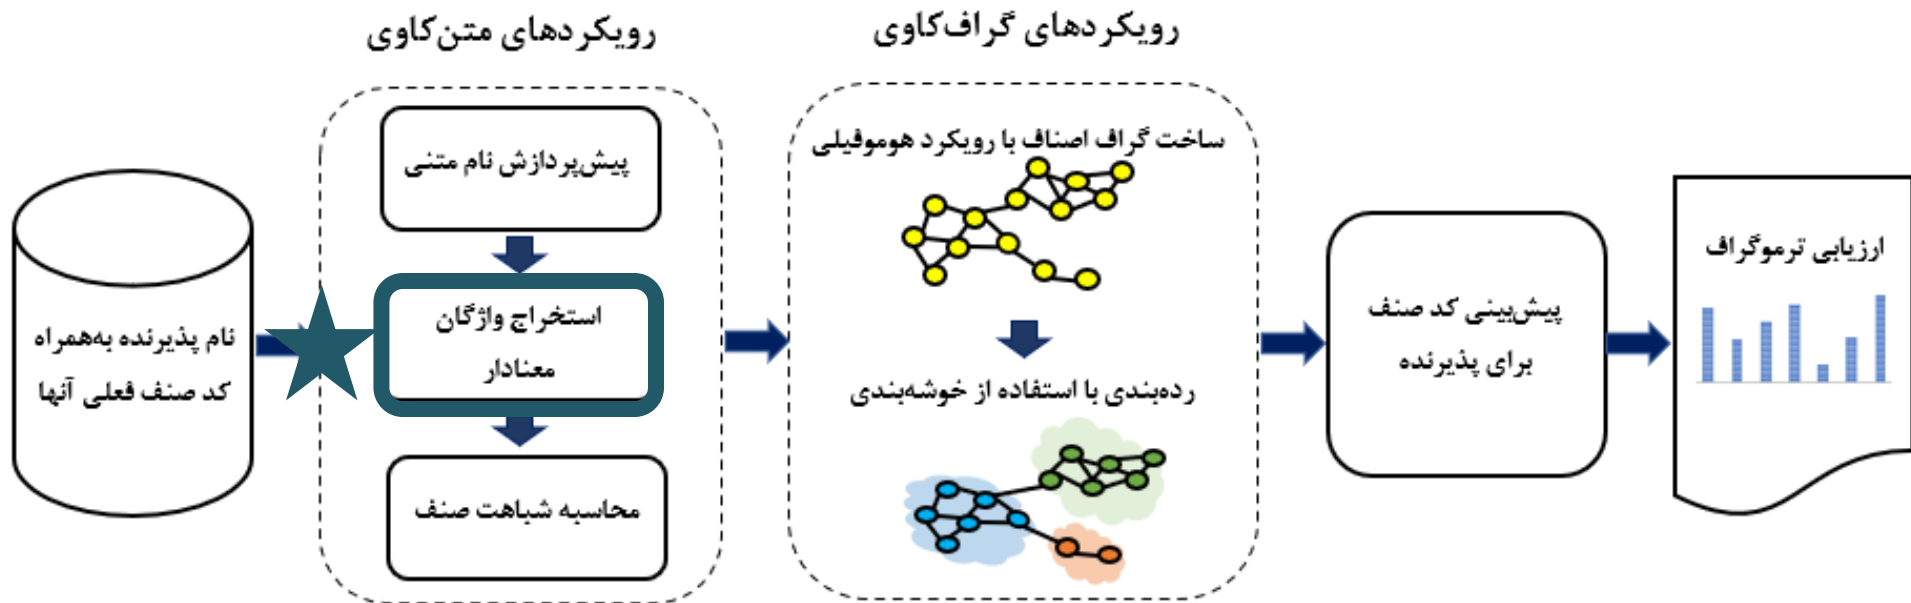 رویکردهای متن‌کاوی
رویکردهای گراف‌کاوی
نام پذیرنده به‌همراه
کد صنف فعلی آنها
پیش‌پردازش نام متنی
استخراج واژگان
معنادار
محاسبه شباهت صنف
ساخت گراف اصناف با رویکرد هوموفیلی
رده‌بندی با استفاده از خوشه‌بندی
پیش‌بینی کد صنف
برای پذیرنده
ارزیابی ترموگراف